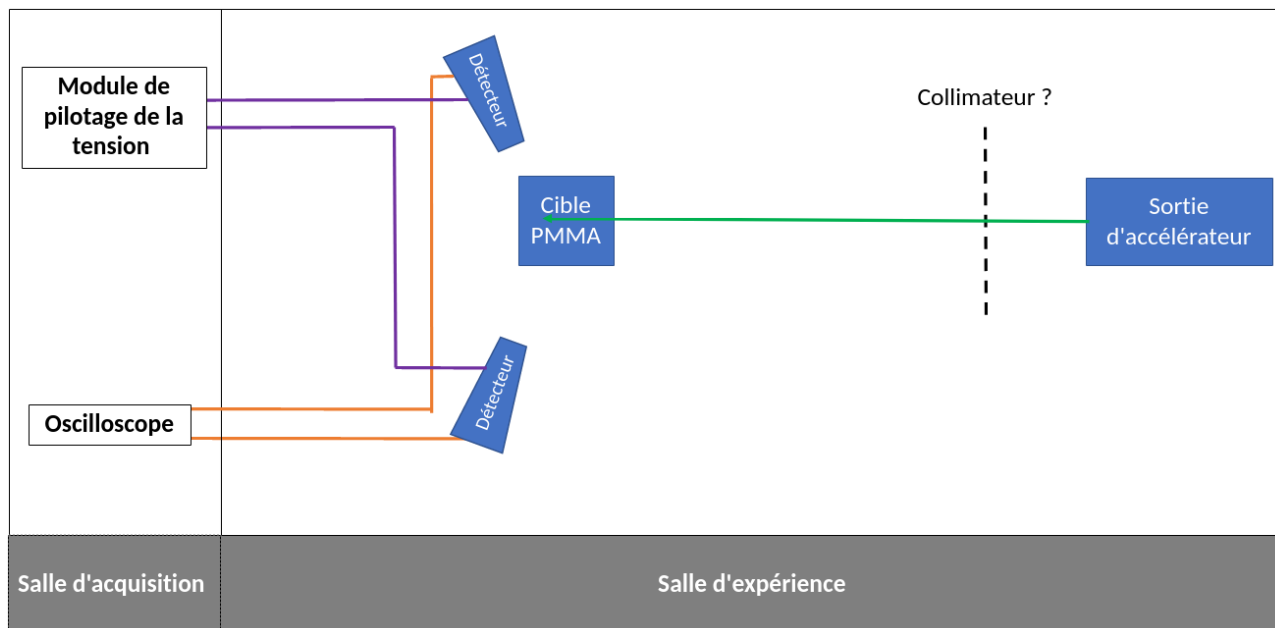 Module de
pilotage de la
tension
Détecteur
Collimateur ?
Cible
PMMA
Sortie
d'accélérateur
Détecteur
Oscilloscope
Salle d'acquisition
Salle d'expérience